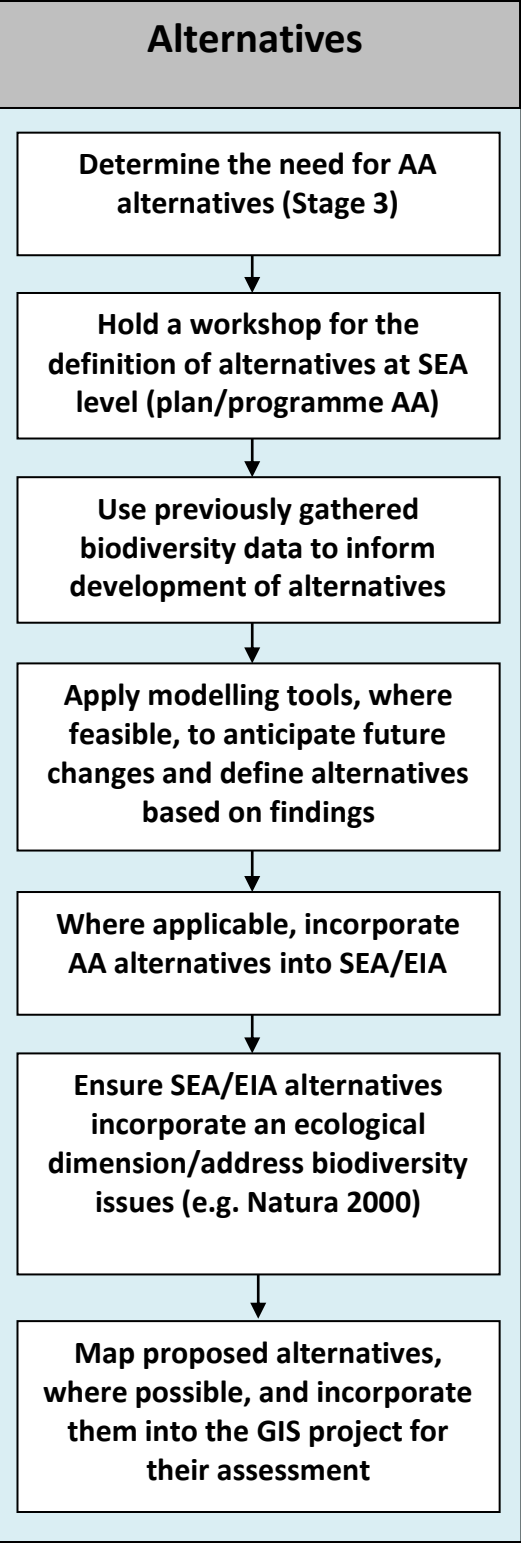 Alternatives
Determine the need for AA
alternatives (Stage 3)
Hold a workshop for the
definition of alternatives at SEA
level (plan/programme AA)
Use previously gathered
biodiversity data to inform
development of alternatives
Apply modelling tools, where
feasible, to anticipate future
changes and define alternatives
based on findings
Where applicable, incorporate
AA alternatives into SEA/EIA
Ensure SEA/EIA alternatives
incorporate an ecological
dimension/address biodiversity
issues (e.g. Natura 2000)
Map proposed alternatives,
where possible, and incorporate
them into the GIS project for
their assessment